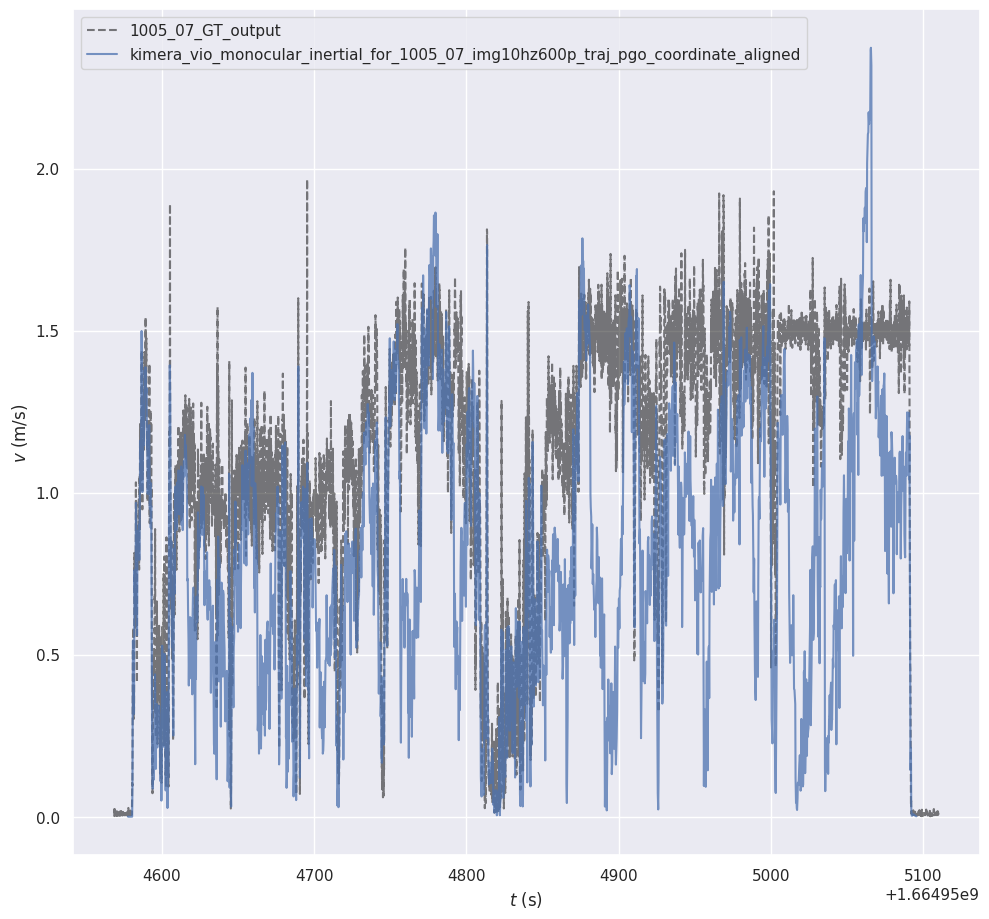 1005_07_GT_output
kimera_vio_monocular_inertial_for_1005_07_img10hz600p_traj_pgo_coordinate_aligned
2.0
1.5
1.0
0.5
0.0
v (m/s)
4600 4700 4800 4900 5000 5100
+1.66495e9
t (s)